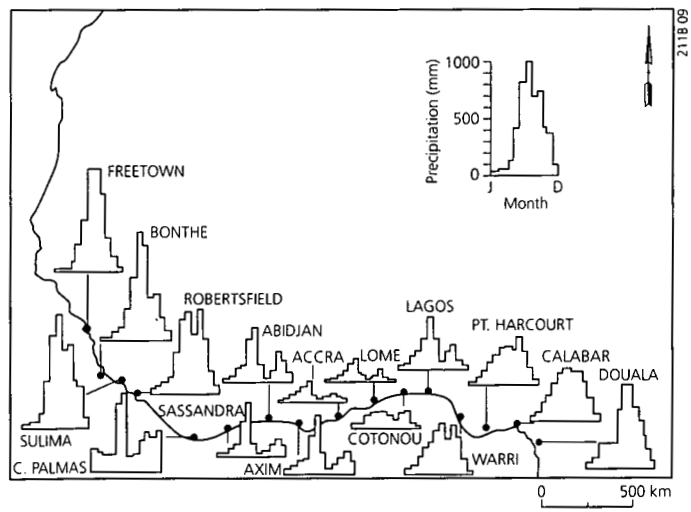 211B 09
1000
Precipitation (mm)
500
0
J D
Month
FREETOWN
BONTHE
ROBERTSFIELD
LAGOS
PT. HARCOURT
ABIDJAN
ACCRA
LOME
CALABAR
DOUALA
SASSANDRA
SULIMA
COTONOU
C. PALMAS
AXIM
WARRI
0 500 km